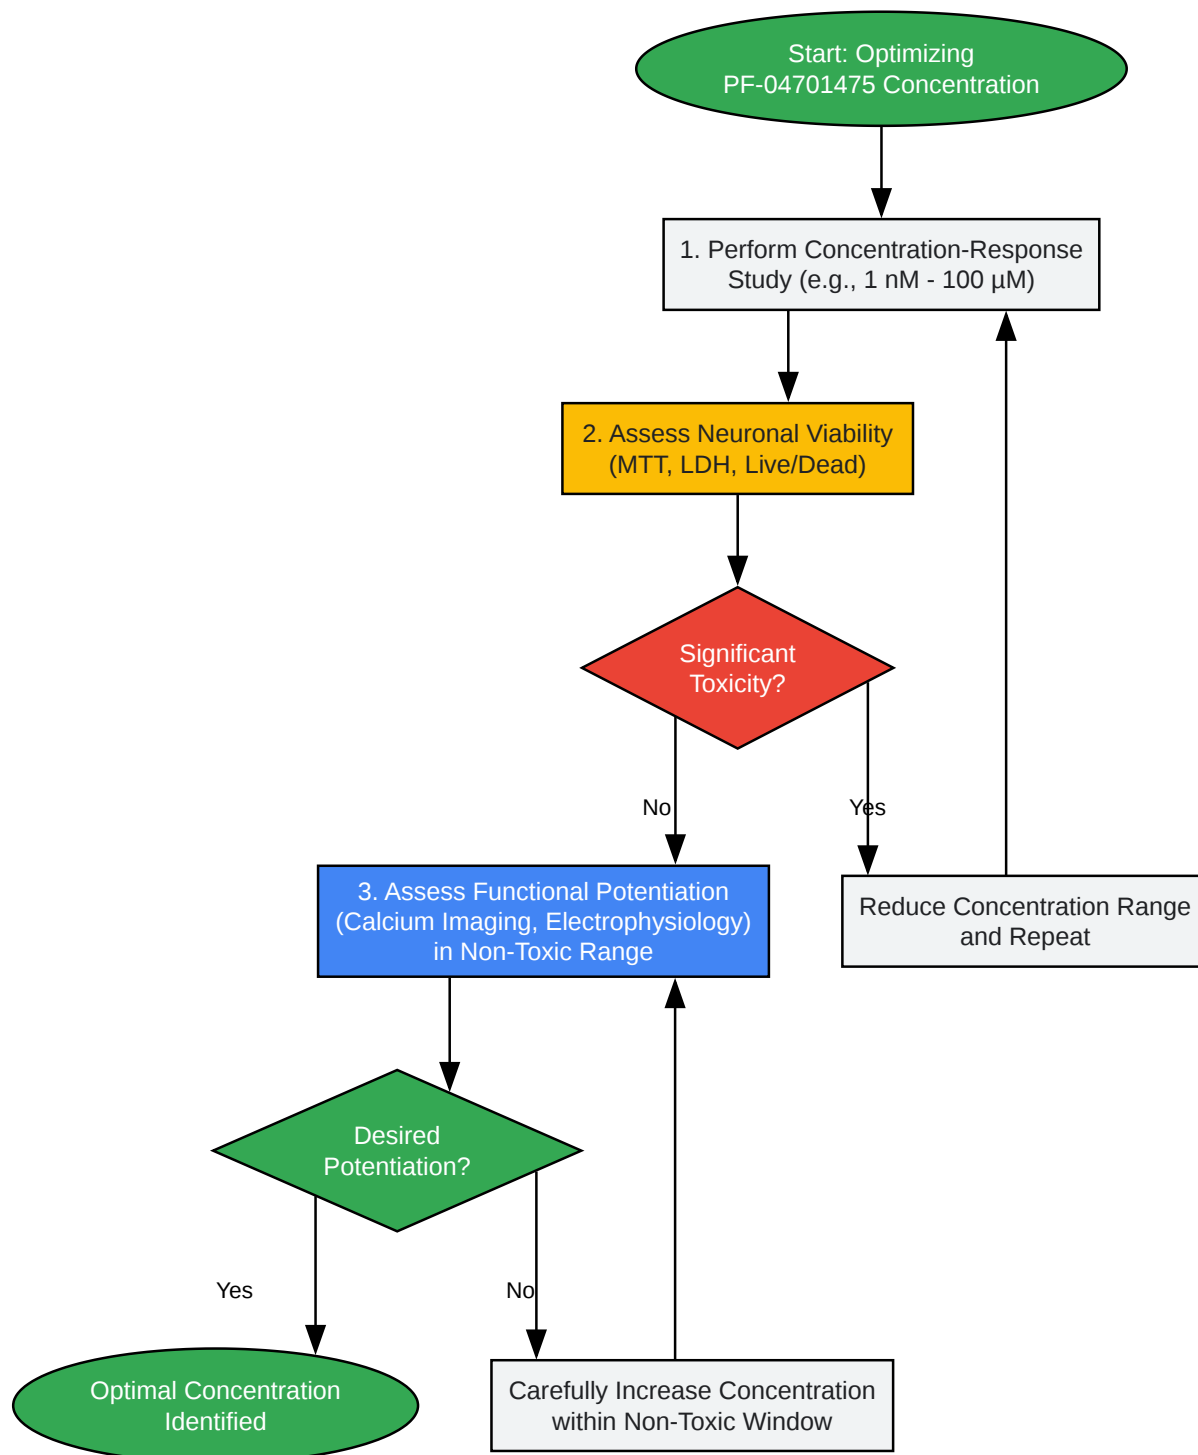 Start: Optimizing
PF-04701475 Concentration
1. Perform Concentration-Response
Study (e.g., 1 nM - 100 µM)
2. Assess Neuronal Viability
(MTT, LDH, Live/Dead)
Significant
Toxicity?
No
Yes
3. Assess Functional Potentiation
(Calcium Imaging, Electrophysiology)
in Non-Toxic Range
Reduce Concentration Range
and Repeat
Desired
Potentiation?
Yes
No
Optimal Concentration
Identified
Carefully Increase Concentration
within Non-Toxic Window